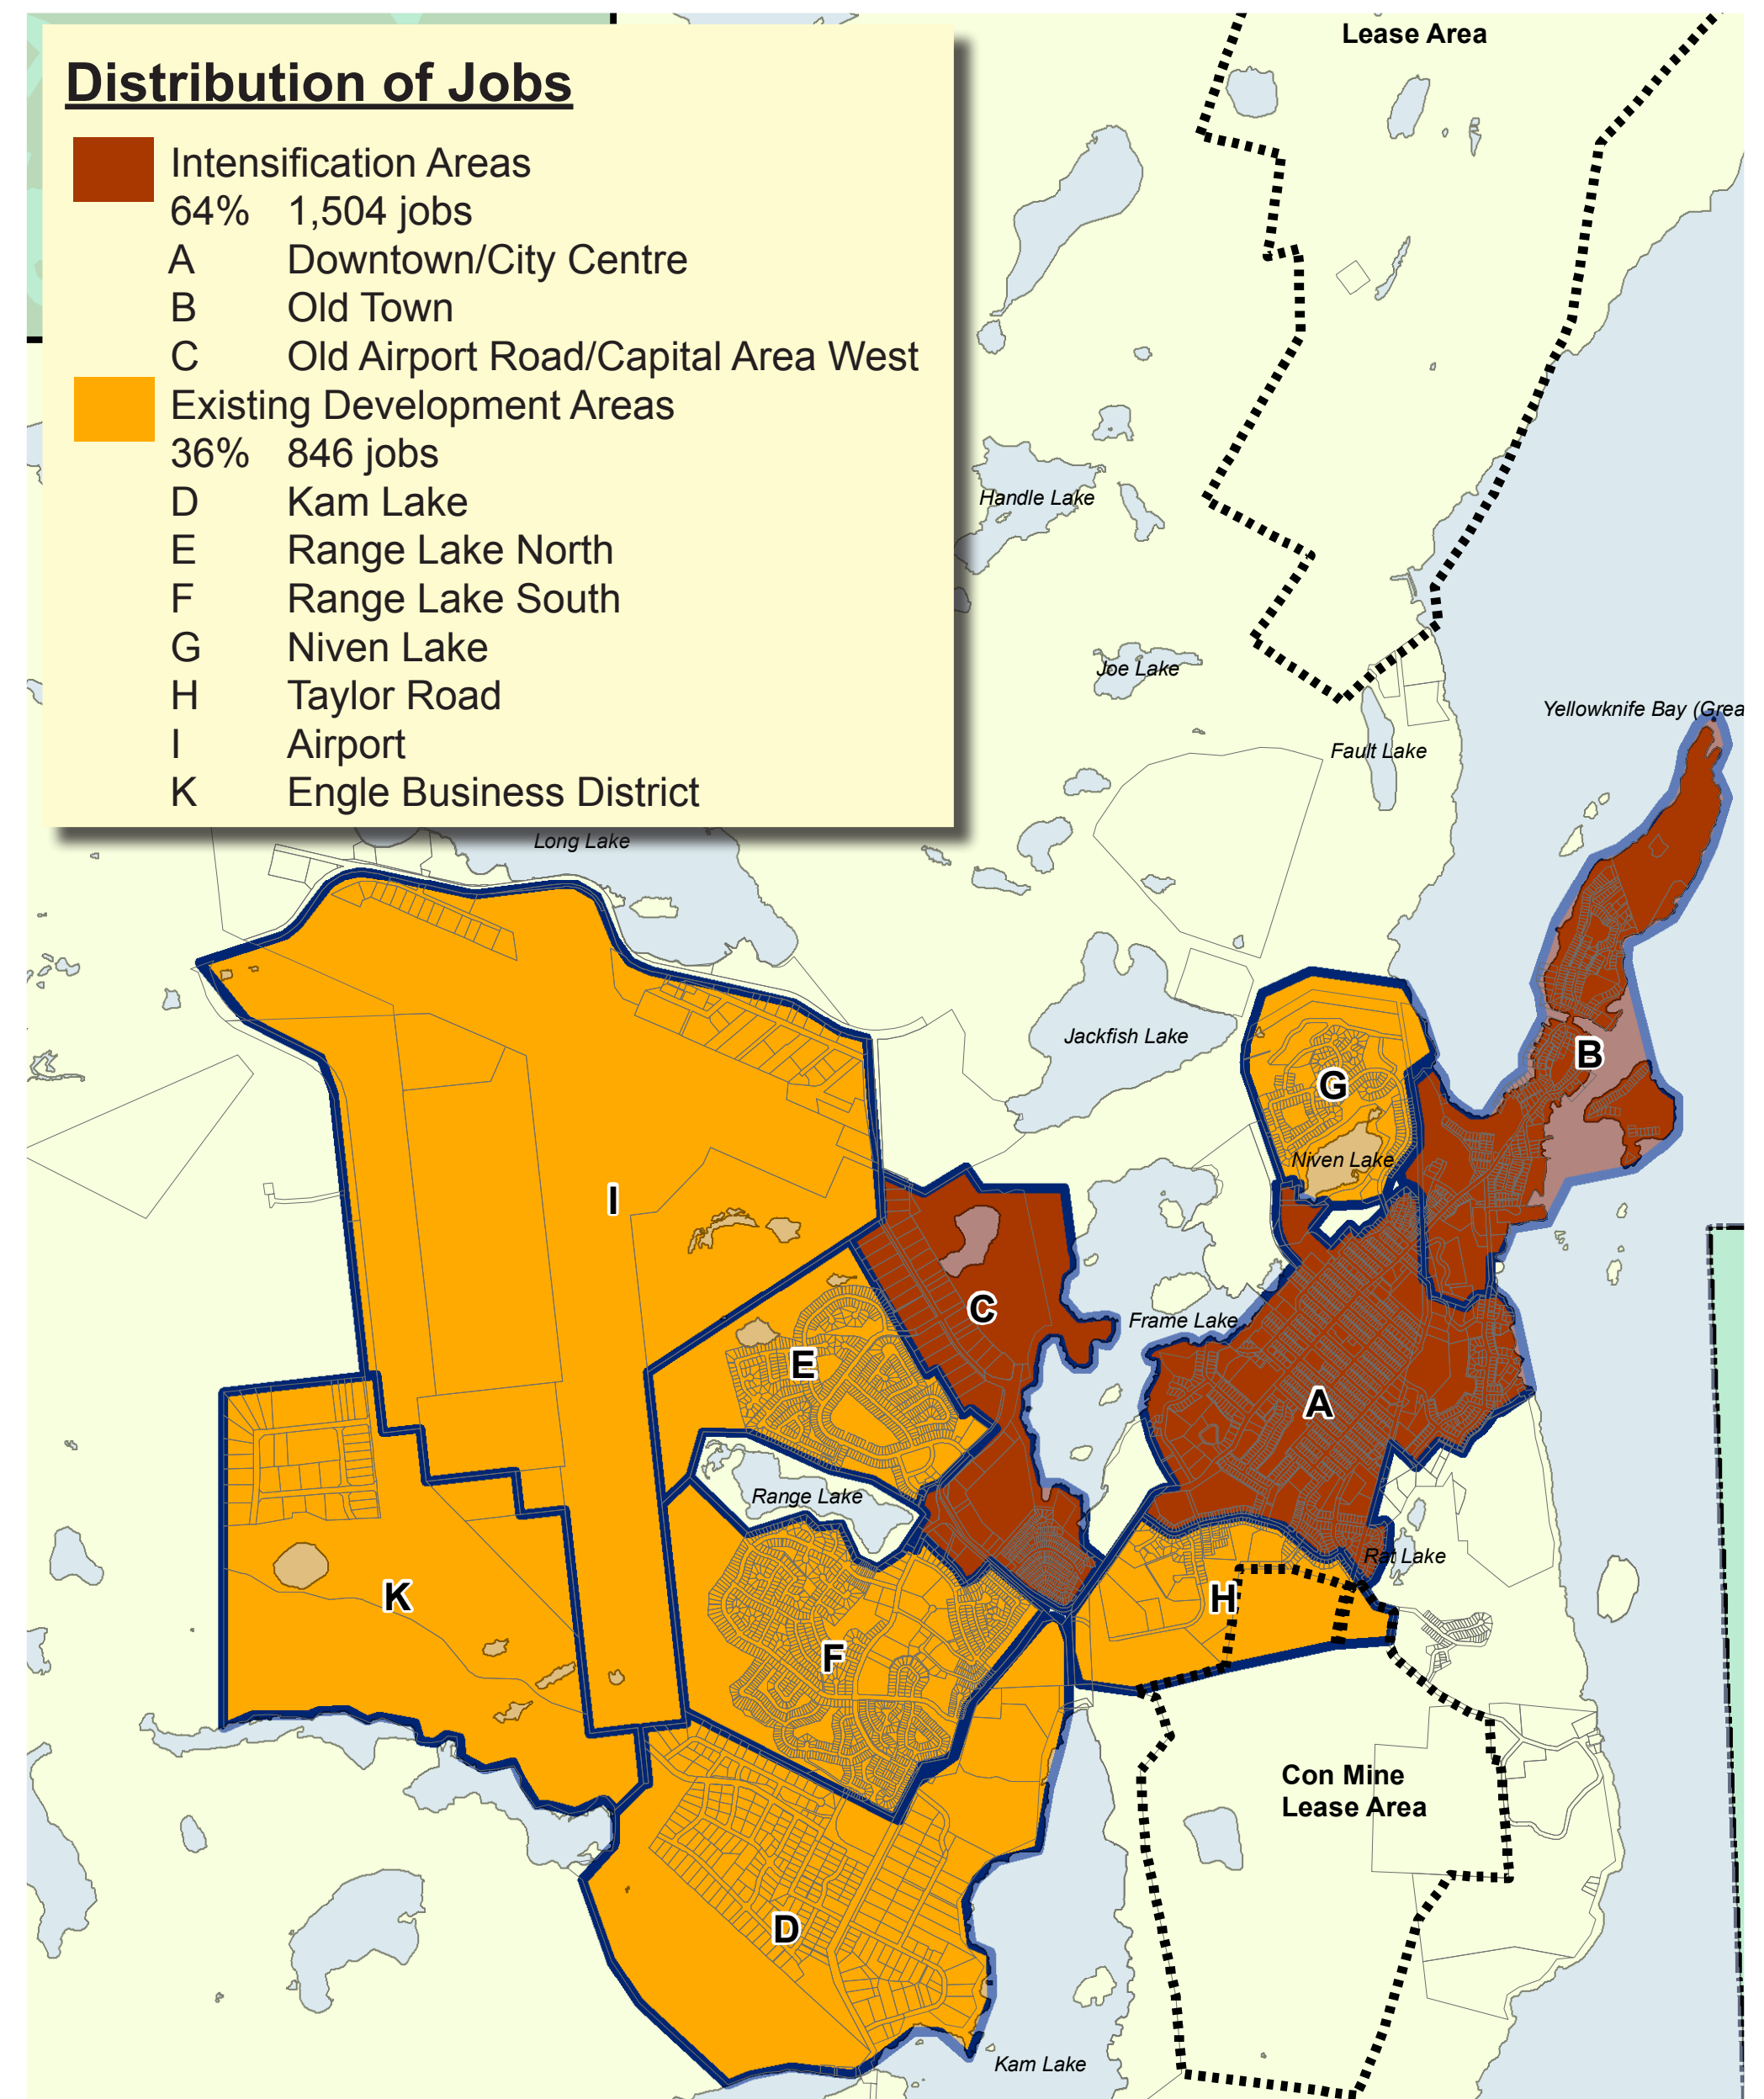 Distribution of Jobs
Intensification Areas
64% 1,504 jobs
A Downtown/City Centre
B Old Town
C Old Airport Road/Capital Area West
Existing Development Areas
36% 846 jobs
D Kam Lake
E Range Lake North
F Range Lake South
G Niven Lake
H Taylor Road
I Airport
K Engle Business District
Lease Area
Handle Lake
Joe Lake
Yellowknife Bay (Grea
Fault Lake
Long Lake
Jackfish Lake
B
G
Niven Lake
I
C
Frame Lake
E
A
Range Lake
Rat Lake
K
H
F
Con Mine
Lease Area
D
Kam Lake